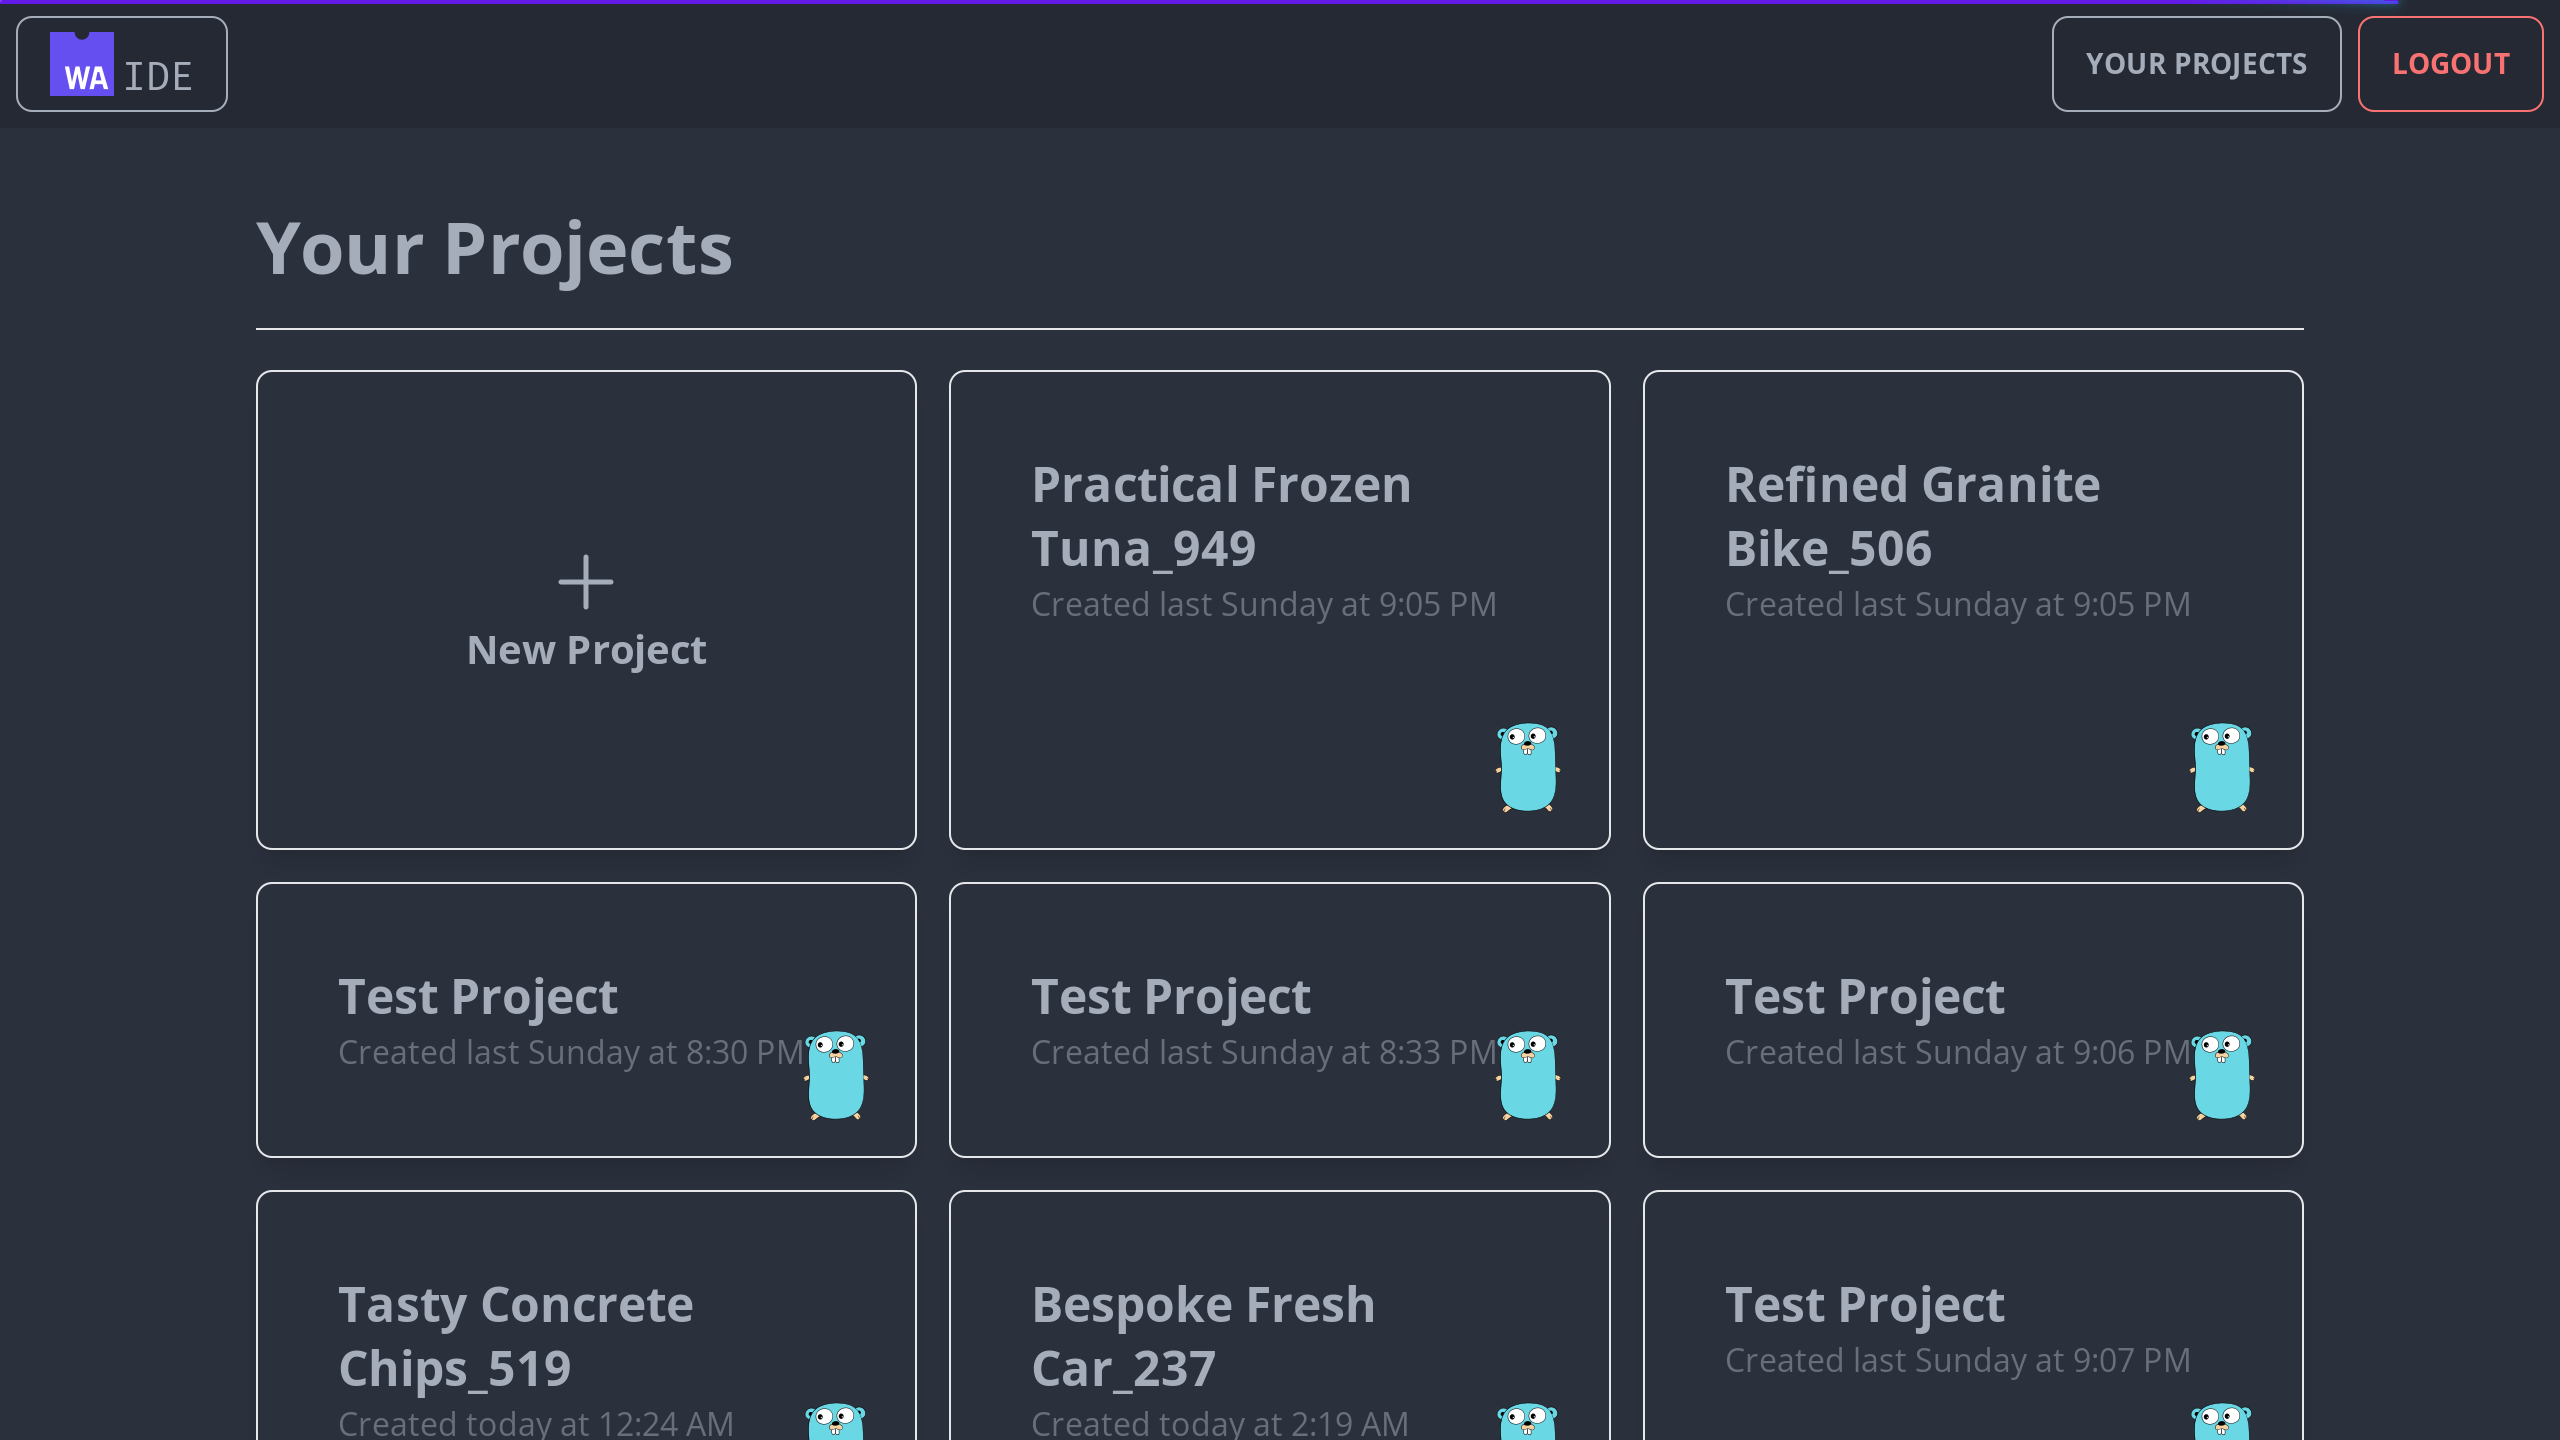 WA IDE
YOUR PROJECTS
LOGOUT
Your Projects
New Project
Practical Frozen
Tuna_949
Created last Sunday at 9:05 PM
Refined Granite
Bike_506
Created last Sunday at 9:05 PM
Test Project
Created last Sunday at 8:30 PM
Test Project
Created last Sunday at 8:33 PM
Test Project
Created last Sunday at 9:06 PM
Tasty Concrete
Chips_519
Created today at 12:24 AM
Bespoke Fresh
Car_237
Created today at 2:19 AM
Test Project
Created last Sunday at 9:07 PM